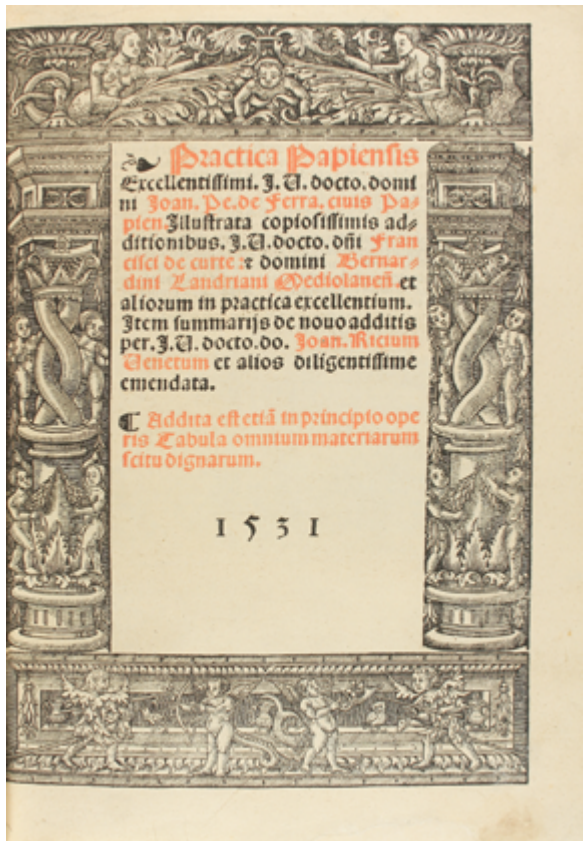 ❧ Practica Papiensis
Excellentissimi. J. U. docto. domi
ni Joan. Pe. de Ferra. ciuis Pa⸗
pien. Illustrata copiosissimis ad⸗
ditionibus. J. U. docto. dñi Fran
cisci de curte: ⁊ domini Bernar⸗
dini Landriani Mediolaneñ. et
aliorum in practica excellentium.
Item summarijs de nouo additis
per. J. U. docto. do. Joan. Ricium
Uenetum et alios diligentissime
emendata.
¶ Addita est etiã in principio ope
ris Tabula omnium materiarum
scitu dignarum.
1531